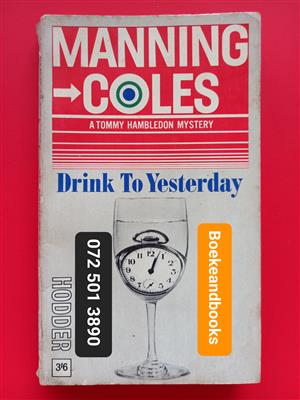 MANNING
COLES
A TOMMY HAMBLEDON MYSTERY
Drink To Yesterday
072 501 3890
Boekeandbooks
HODDER
3/6